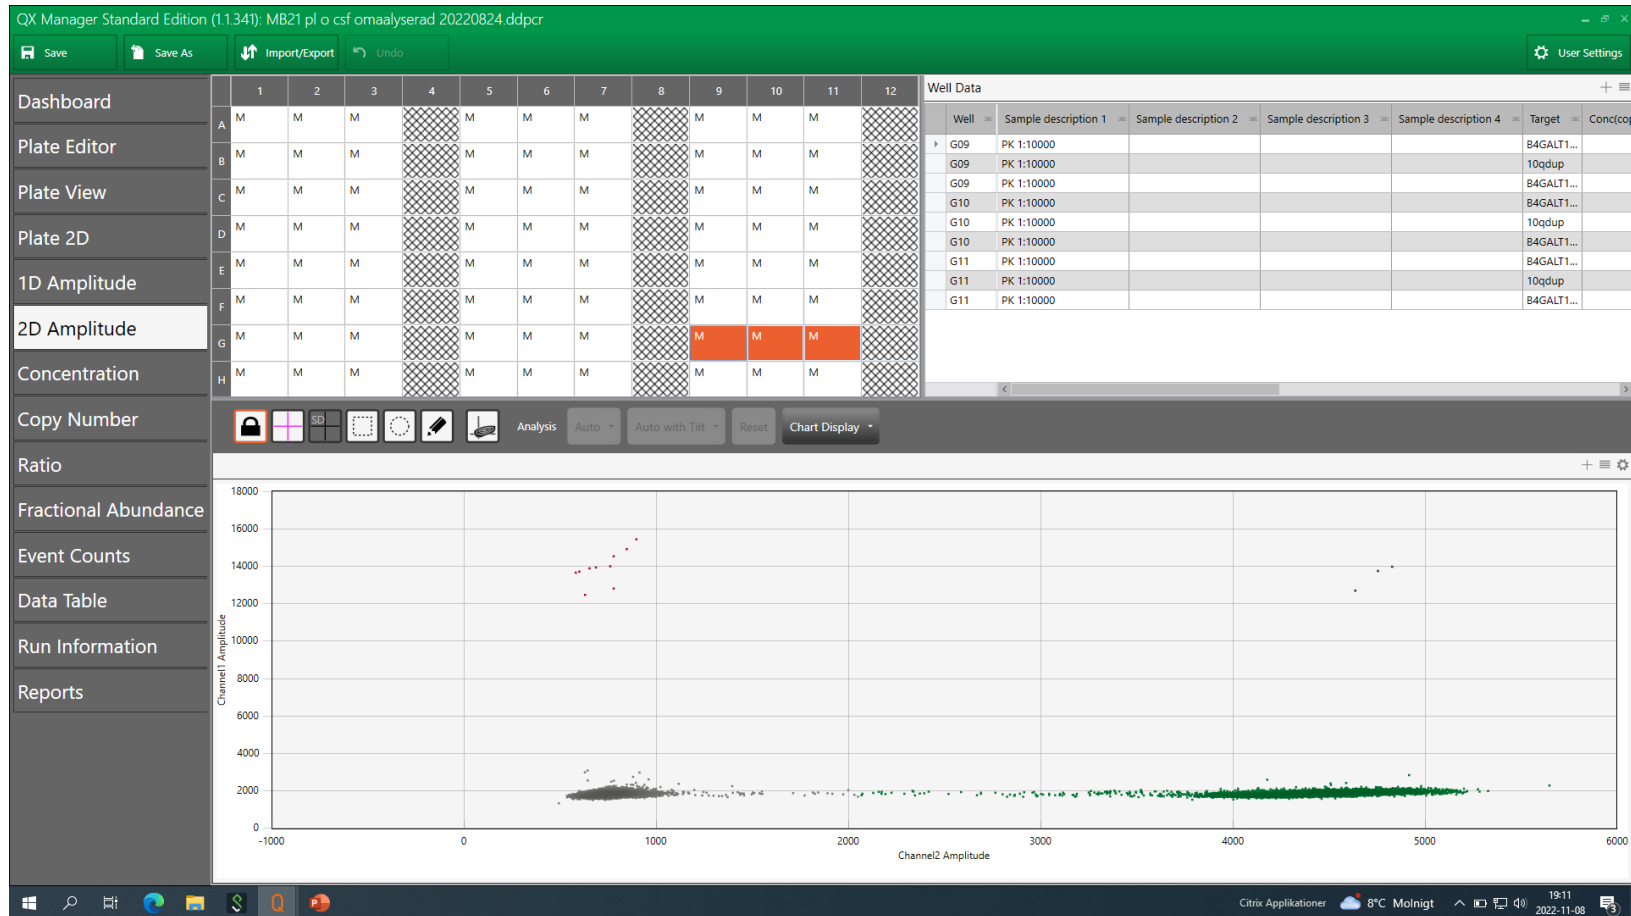 QX Manager Standard Edition (1.1.341): MB21 pl o csf omaalyserad 20220824.ddpcr
Save Save As Import/Export Undo User Settings
Dashboard
Plate Editor
Plate View
Plate 2D
1D Amplitude
2D Amplitude
Concentration
Copy Number
Ratio
Fractional Abundance
Event Counts
Data Table
Run Information
Reports
1 2 3 4 5 6 7 8 9 10 11 12
A M M M M M M M M M
B M M M M M M M M M
C M M M M M M M M M
D M M M M M M M M M
E M M M M M M M M M
F M M M M M M M M M
G M M M M M M M M M
H M M M M M M M M M
Well Data
Well Sample description 1 Sample description 2 Sample description 3 Sample description 4 Target Conc(cop
G09 PK 1:10000 B4GALT1...
G09 PK 1:10000 10qdup
G09 PK 1:10000 B4GALT1...
G10 PK 1:10000 B4GALT1...
G10 PK 1:10000 10qdup
G10 PK 1:10000 B4GALT1...
G11 PK 1:10000 B4GALT1...
G11 PK 1:10000 10qdup
G11 PK 1:10000 B4GALT1...
SD Analysis Auto Auto with Tilt Reset Chart Display
18000
16000
14000
12000
10000
8000
6000
4000
2000
0
Channel1 Amplitude
-1000 0 1000 2000 3000 4000 5000 6000
Channel2 Amplitude
Citrix Applikationer 8°C Molnigt 19:11
2022-11-08 3